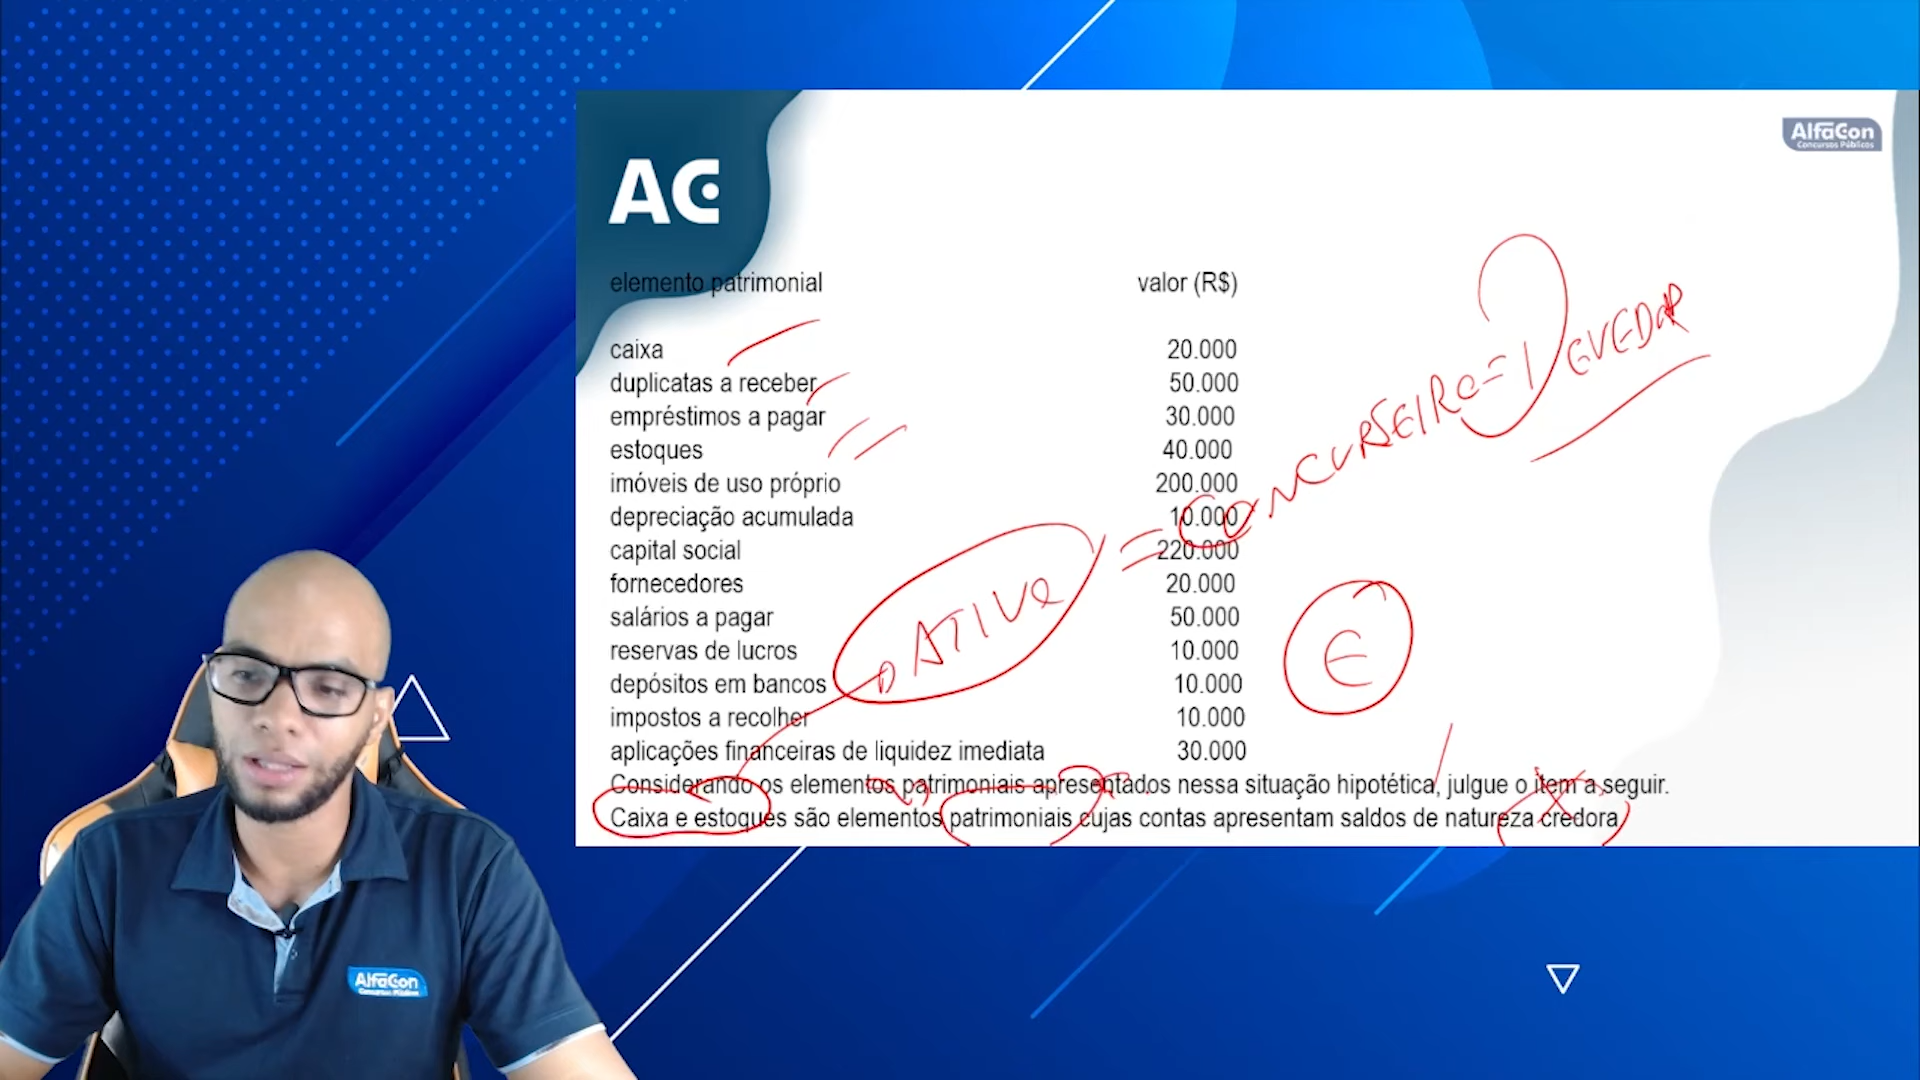 AlfaCon
Concursos Públicos
AC
elemento patrimonial valor (R$)
caixa 20.000
duplicatas a receber 50.000
empréstimos a pagar 30.000
estoques 40.000
imóveis de uso próprio 200.000
depreciação acumulada 10.000
capital social 220.000
fornecedores 20.000
salários a pagar 50.000
reservas de lucros 10.000
depósitos em bancos 10.000
impostos a recolher 10.000
aplicações financeiras de liquidez imediata 30.000
Considerando os elementos patrimoniais apresentados nessa situação hipotética, julgue o item a seguir.
Caixa e estoques são elementos patrimoniais cujas contas apresentam saldos de natureza credora
ATIVO = CONCURSEIRO = DEVEDOR
E
AlfaCon
Concursos Públicos